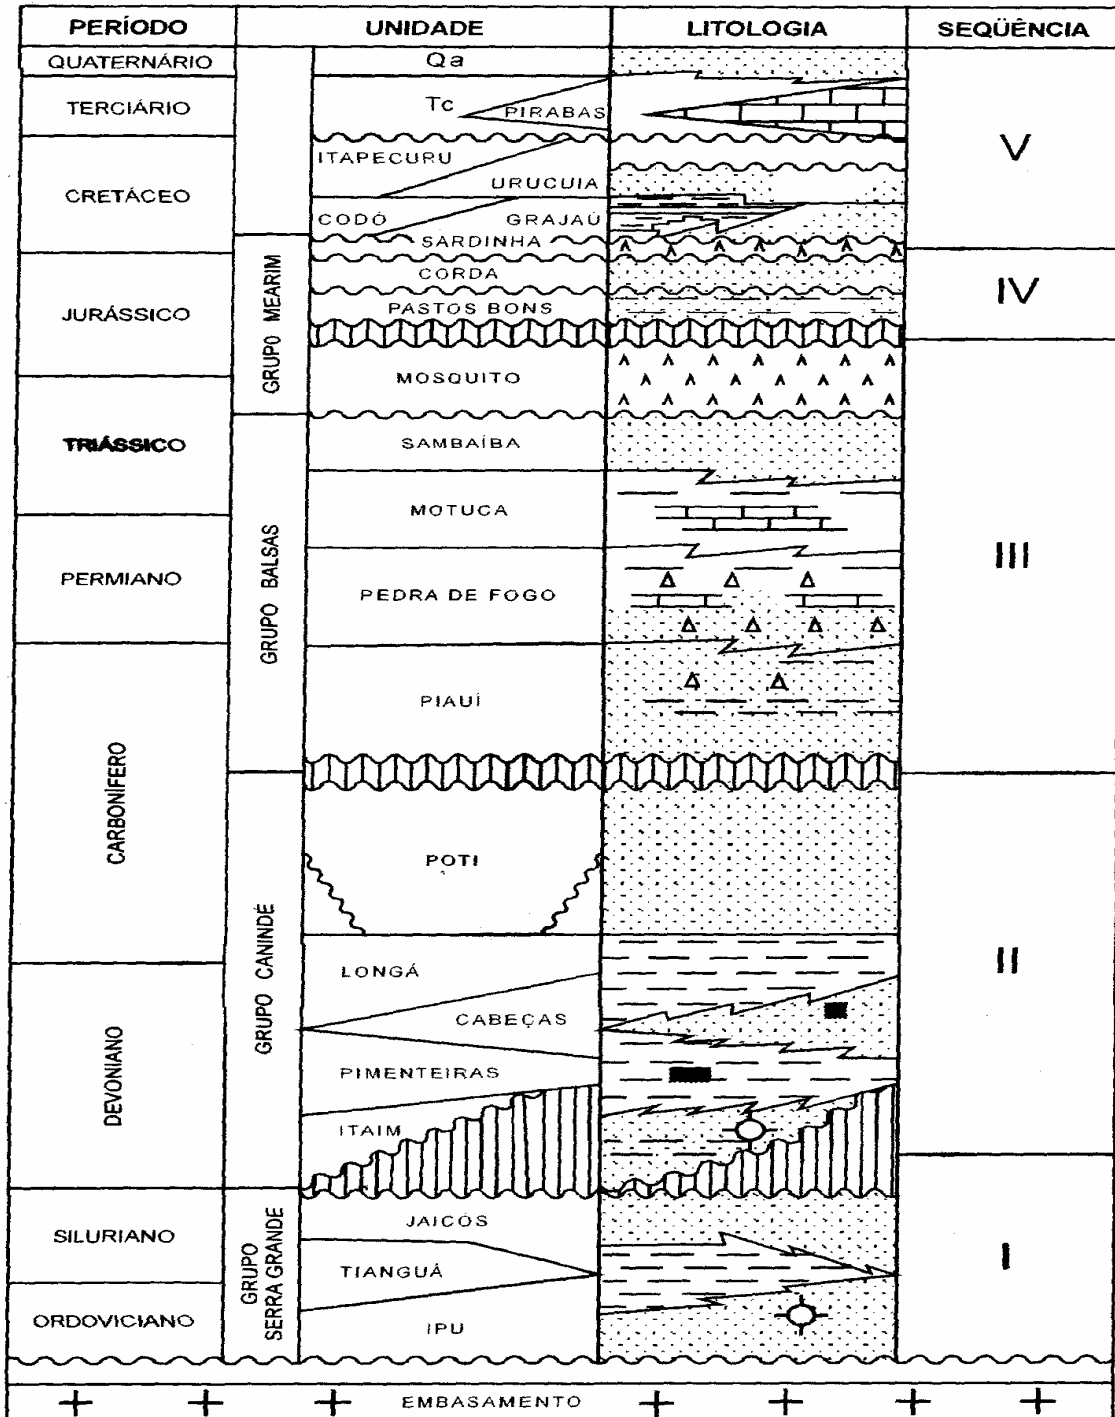 PERÍODO UNIDADE LITOLOGIA SEQÜÊNCIA
QUATERNÁRIO Qa
TERCIÁRIO Tc PIRABAS
V
ITAPECURU
CRETÁCEO URUCUIA
CODÓ GRAJAÚ
SARDINHA
CORDA
IV
JURÁSSICO PASTOS BONS
GRUPO MEARIM
MOSQUITO
TRIÁSSICO SAMBAÍBA
MOTUCA
III
PERMIANO PEDRA DE FOGO
GRUPO BALSAS
PIAUÍ
CARBONÍFERO
POTI
II
LONGÁ
GRUPO CANINDÉ
CABEÇAS
DEVONIANO
PIMENTEIRAS
ITAIM
JAICÓS
SILURIANO
I
GRUPO
SERRA GRANDE
TIANGUÁ
ORDOVICIANO IPU
EMBASAMENTO